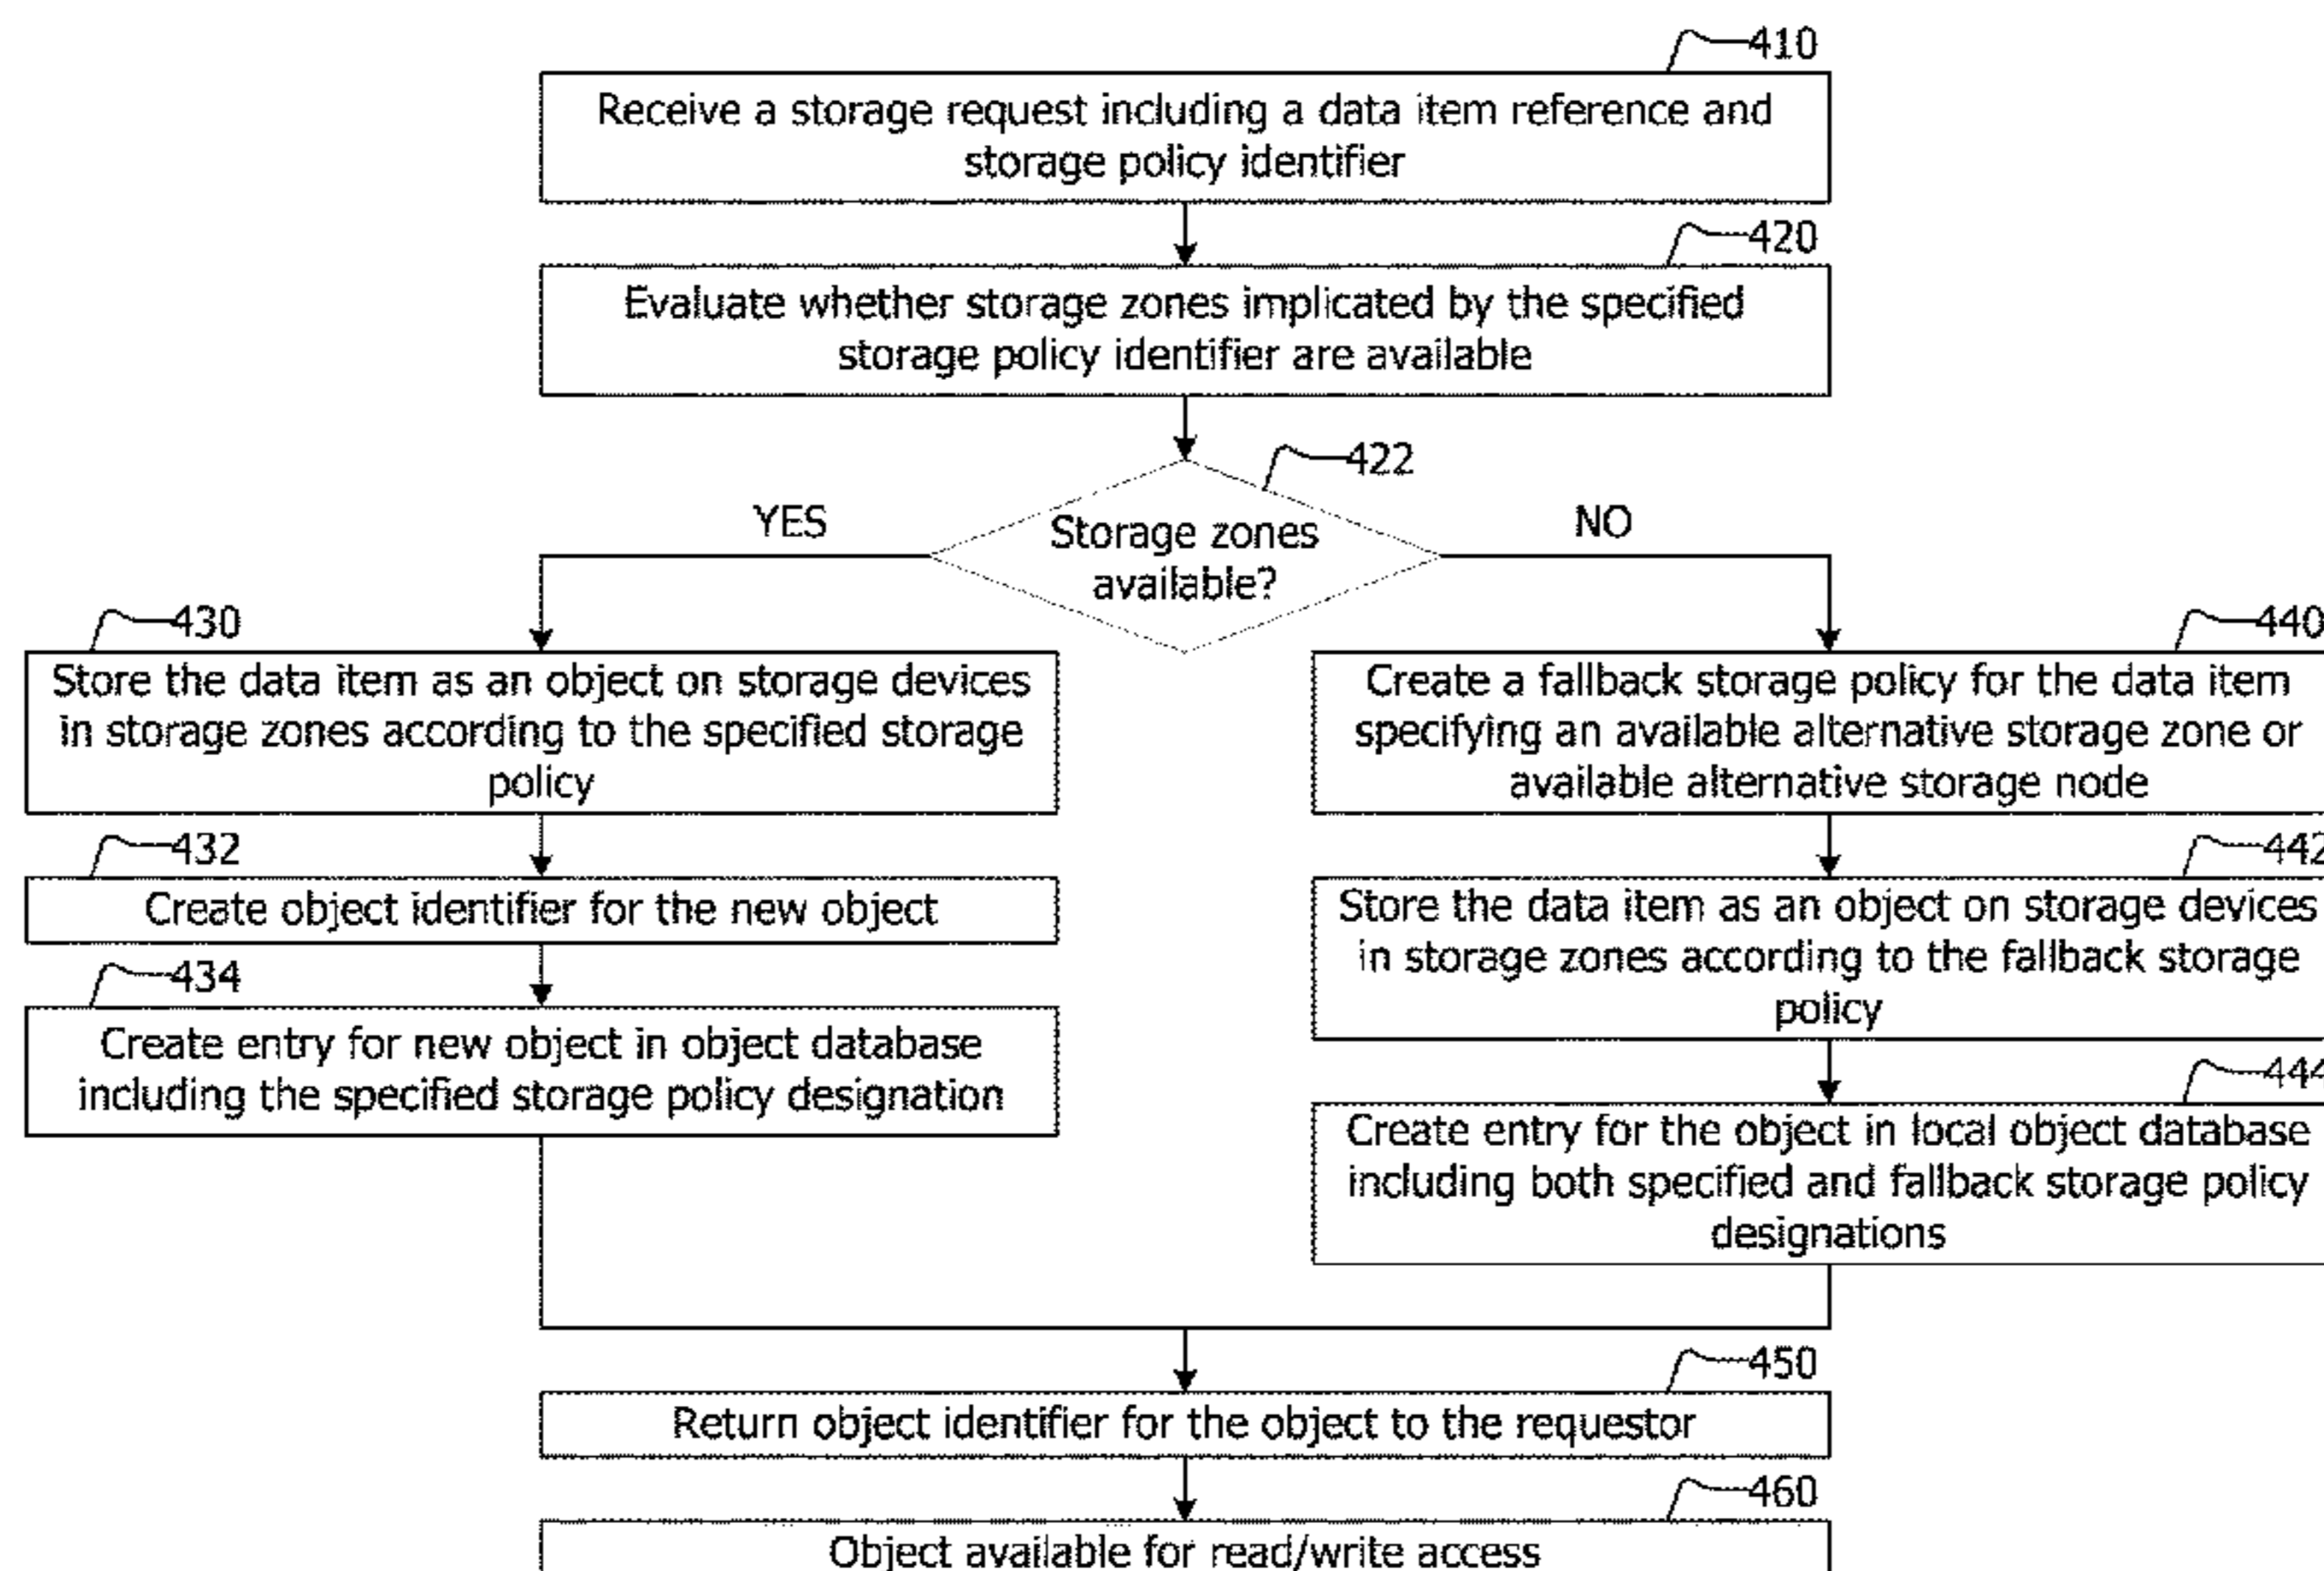 410
Receive a storage request including a data item reference and
storage policy identifier
420
Evaluate whether storage zones implicated by the specified
storage policy identifier are available
422
YES
Storage zones
available?
NO
430
Store the data item as an object on storage devices
in storage zones according to the specified storage
policy
432
Create object identifier for the new object
434
Create entry for new object in object database
including the specified storage policy designation
440
Create a fallback storage policy for the data item
specifying an available alternative storage zone or
available alternative storage node
442
Store the data item as an object on storage devices
in storage zones according to the fallback storage
policy
444
Create entry for the object in local object database
including both specified and fallback storage policy
designations
450
Return object identifier for the object to the requestor
460
Object available for read/write access